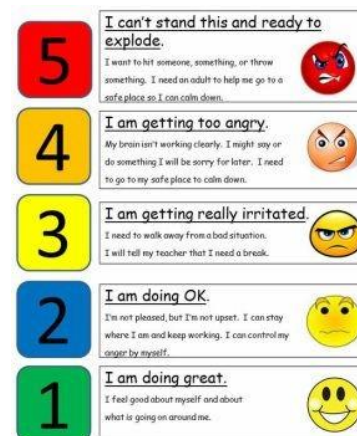 5
I can't stand this and ready to
explode.
I want to hit someone, something, or throw
something. I need an adult to help me go to a
safe place so I can calm down.
4
I am getting too angry.
My brain isn't working clearly. I might say or
do something I will be sorry for later. I need
to go to my safe place to calm down.
3
I am getting really irritated.
I need to walk away from a bad situation.
I will tell my teacher that I need a break.
2
I am doing OK.
I'm not pleased, but I'm not upset. I can stay
where I am and keep working. I can control my
anger by myself.
1
I am doing great.
I feel good about myself and about
what is going on around me.